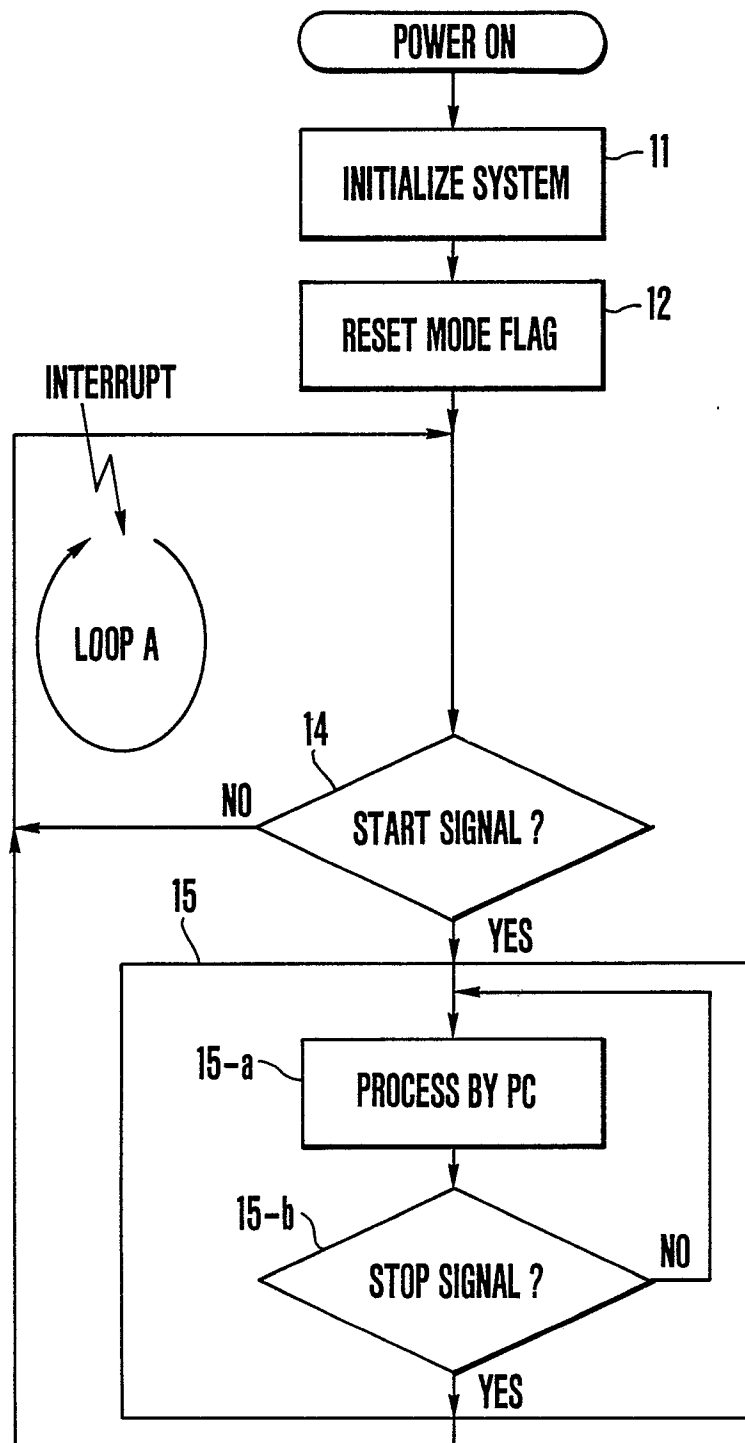 POWER ON
11
INITIALIZE SYSTEM
12
RESET MODE FLAG
INTERRUPT
LOOP A
14
NO
START SIGNAL ?
15
YES
15-a
PROCESS BY PC
15-b
NO
STOP SIGNAL ?
YES